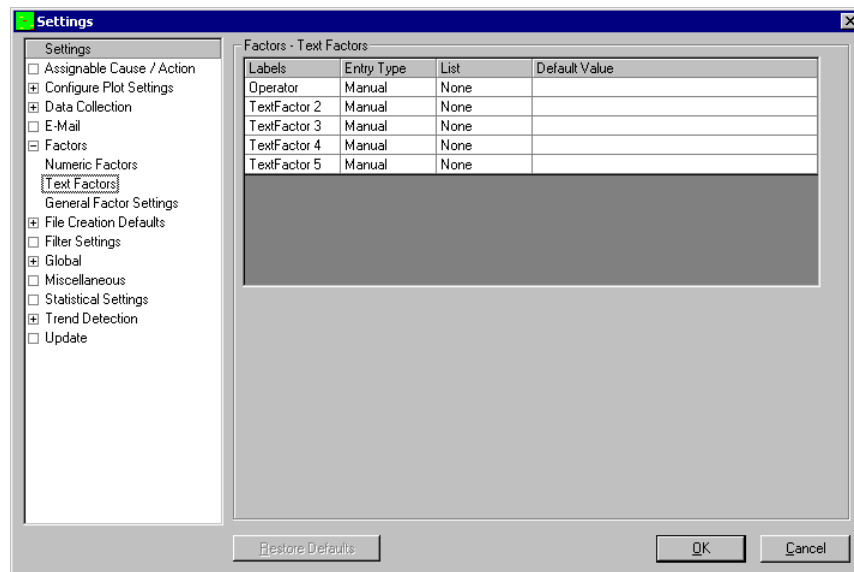 Settings
Settings
Assignable Cause / Action
Configure Plot Settings
Data Collection
E-Mail
Factors
Numeric Factors
Text Factors
General Factor Settings
File Creation Defaults
Filter Settings
Global
Miscellaneous
Statistical Settings
Trend Detection
Update
Factors - Text Factors
Labels Entry Type List Default Value
Operator Manual None
TextFactor 2 Manual None
TextFactor 3 Manual None
TextFactor 4 Manual None
TextFactor 5 Manual None
Restore Defaults OK Cancel